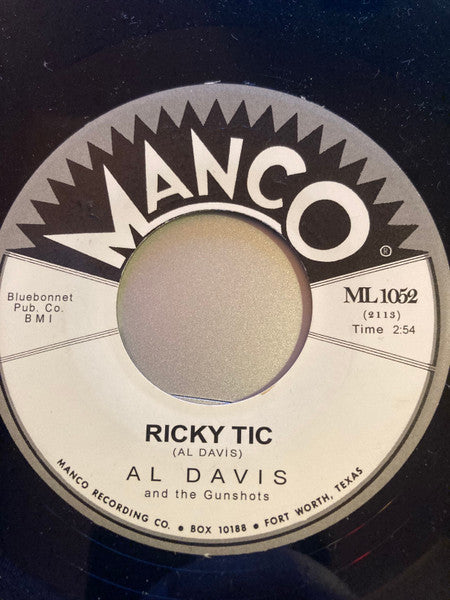 MANCO
®
Bluebonnet
Pub. Co.
BMI
ML 1052
(2113)
Time 2:54
RICKY TIC
(AL DAVIS)
AL DAVIS
and the Gunshots
MANCO RECORDING CO. • BOX 10188 • FORT WORTH, TEXAS